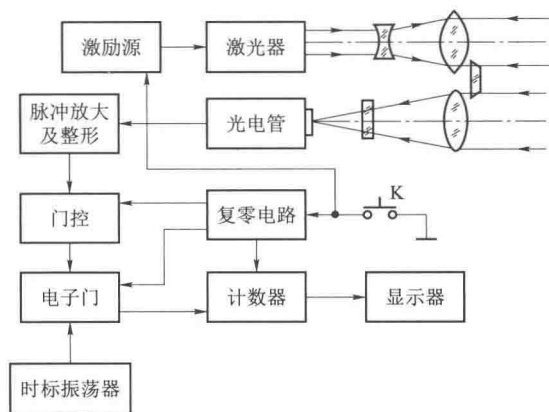 激励源
激光器
脉冲放大
及整形
光电管
门控
复零电路
K
电子门
计数器
显示器
时标振荡器